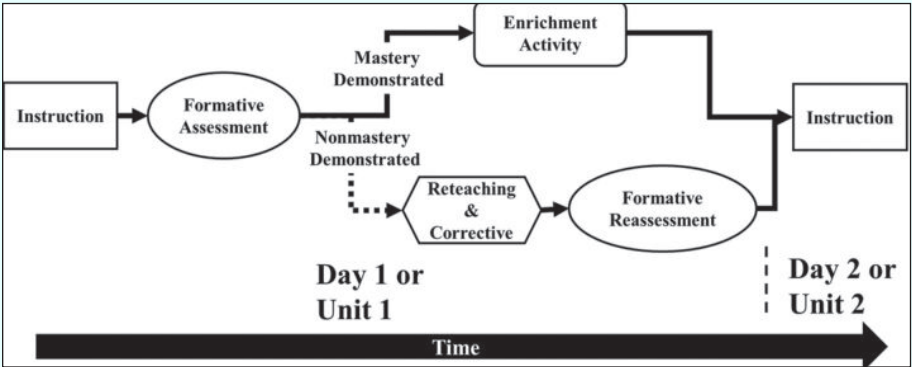 Instruction
Formative
Assessment
Mastery
Demonstrated
Enrichment
Activity
Nonmastery
Demonstrated
Reteaching
&
Corrective
Formative
Reassessment
Instruction
Day 1 or
Unit 1
Day 2 or
Unit 2
Time